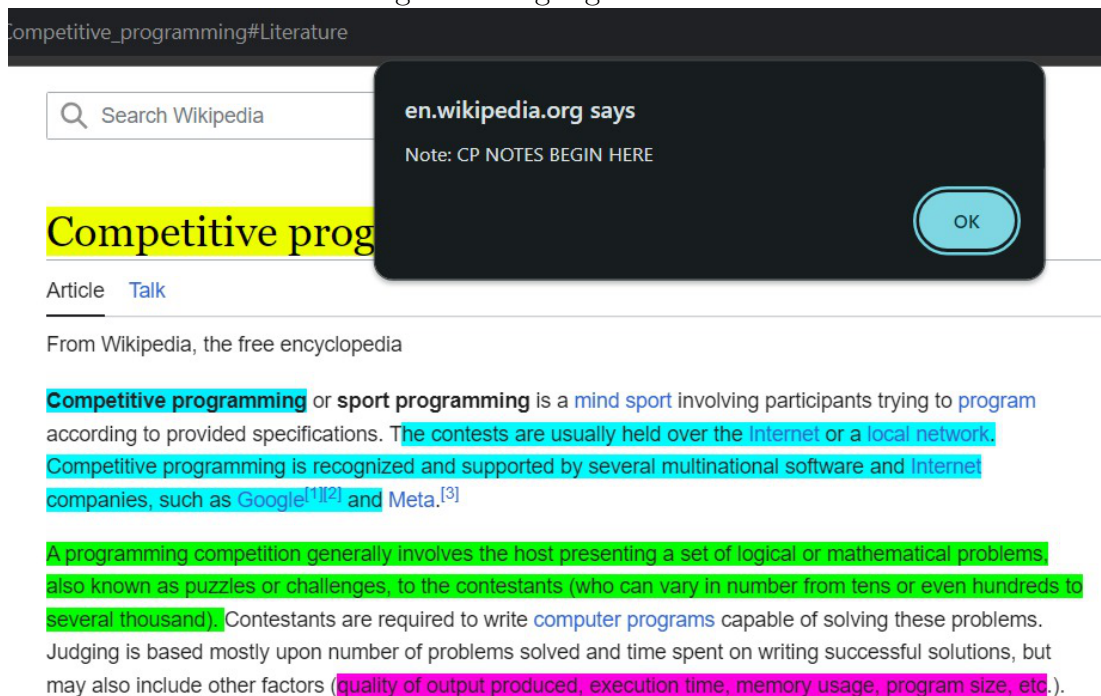 Competitive_programming#Literature
Search Wikipedia
en.wikipedia.org says
Note: CP NOTES BEGIN HERE
OK
Competitive prog
Article Talk
From Wikipedia, the free encyclopedia
Competitive programming or sport programming is a mind sport involving participants trying to program
according to provided specifications. The contests are usually held over the Internet or a local network.
Competitive programming is recognized and supported by several multinational software and Internet
companies, such as Google[1][2] and Meta.[3]
A programming competition generally involves the host presenting a set of logical or mathematical problems,
also known as puzzles or challenges, to the contestants (who can vary in number from tens or even hundreds to
several thousand). Contestants are required to write computer programs capable of solving these problems.
Judging is based mostly upon number of problems solved and time spent on writing successful solutions, but
may also include other factors (quality of output produced, execution time, memory usage, program size, etc.).